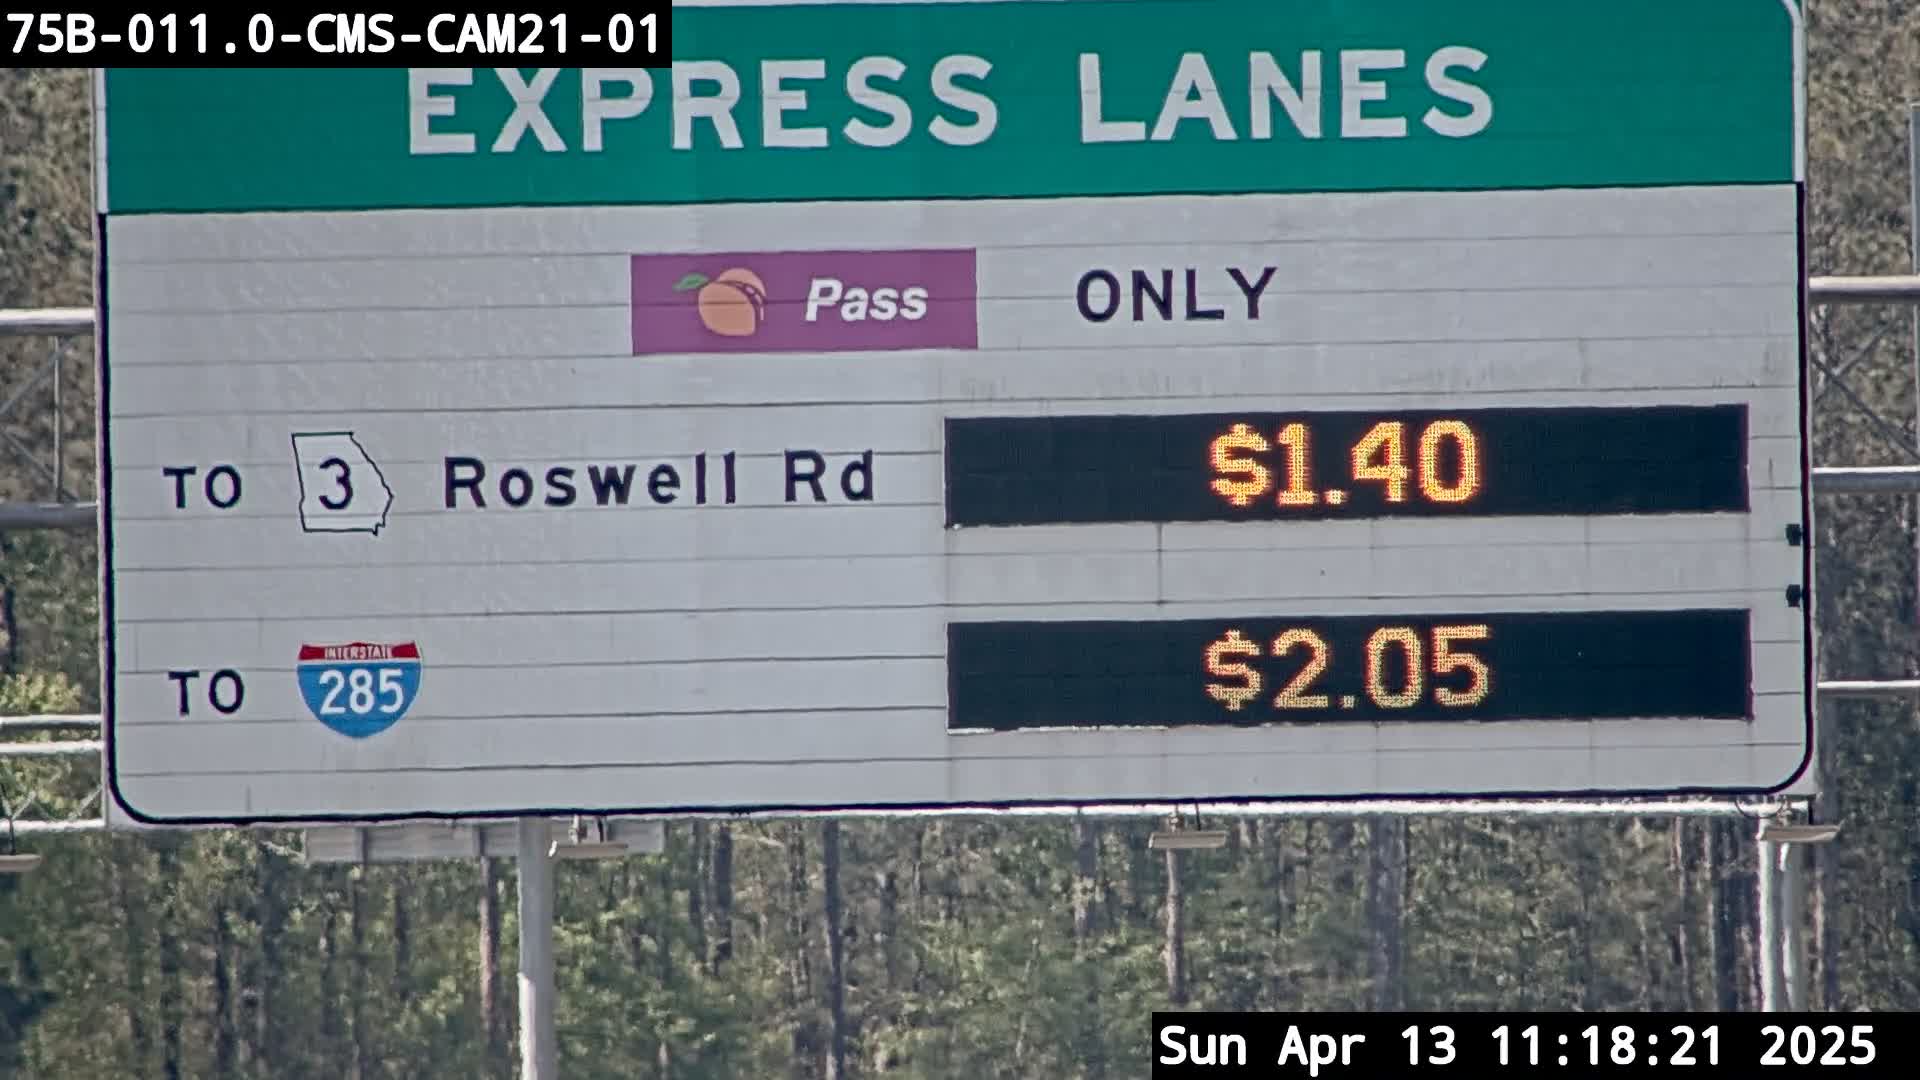 75B-011.0-CMS-CAM21-01
EXPRESS LANES
Pass ONLY
TO 3 Roswell Rd $1.40
INTERSTATE
TO 285 $2.05
Sun Apr 13 11:18:21 2025